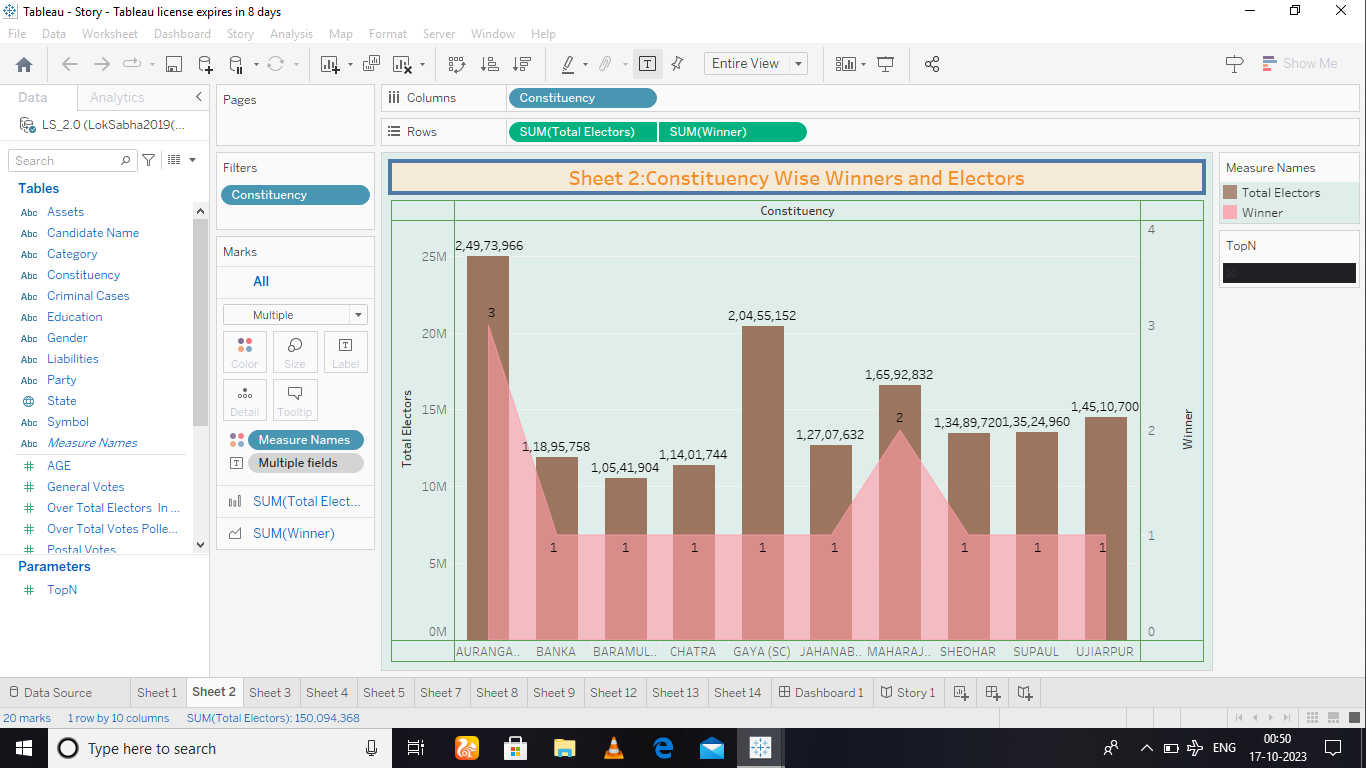 Tableau - Story - Tableau license expires in 8 days
File Data Worksheet Dashboard Story Analysis Map Format Server Window Help
Entire View
Show Me
Data Analytics
LS_2.0 (LokSabha2019(...
Search
Tables
Abc Assets
Abc Candidate Name
Abc Category
Abc Constituency
Abc Criminal Cases
Abc Education
Abc Gender
Abc Liabilities
Abc Party
State
Abc Symbol
Abc Measure Names
AGE
General Votes
Over Total Electors In ...
Over Total Votes Polle...
Postal Votes
Parameters
TopN
Pages
Filters
Constituency
Marks
All
Multiple
Color Size Label
Detail Tooltip
Measure Names
Multiple fields
SUM(Total Elect...
SUM(Winner)
Columns Constituency
Rows SUM(Total Electors) SUM(Winner)
Sheet 2:Constituency Wise Winners and Electors
Constituency
Total Electors
25M
20M
15M
10M
5M
0M
2,49,73,966
1,18,95,758
1,05,41,904
1,14,01,744
2,04,55,152
1,27,07,632
1,65,92,832
1,34,89,720
1,35,24,960
1,45,10,700
3 1 1 1 1 1 2 1 1 1
AURANGA.. BANKA BARAMUL.. CHATRA GAYA (SC) JAHANAB.. MAHARAJ.. SHEOHAR SUPAUL UJIARPUR
4
3
2
1
0
Winner
Measure Names
Total Electors
Winner
TopN
10
Data Source Sheet 1 Sheet 2 Sheet 3 Sheet 4 Sheet 5 Sheet 7 Sheet 8 Sheet 9 Sheet 12 Sheet 13 Sheet 14 Dashboard 1 Story 1
20 marks 1 row by 10 columns SUM(Total Electors): 150,094,368
Type here to search
ENG
00:50
17-10-2023